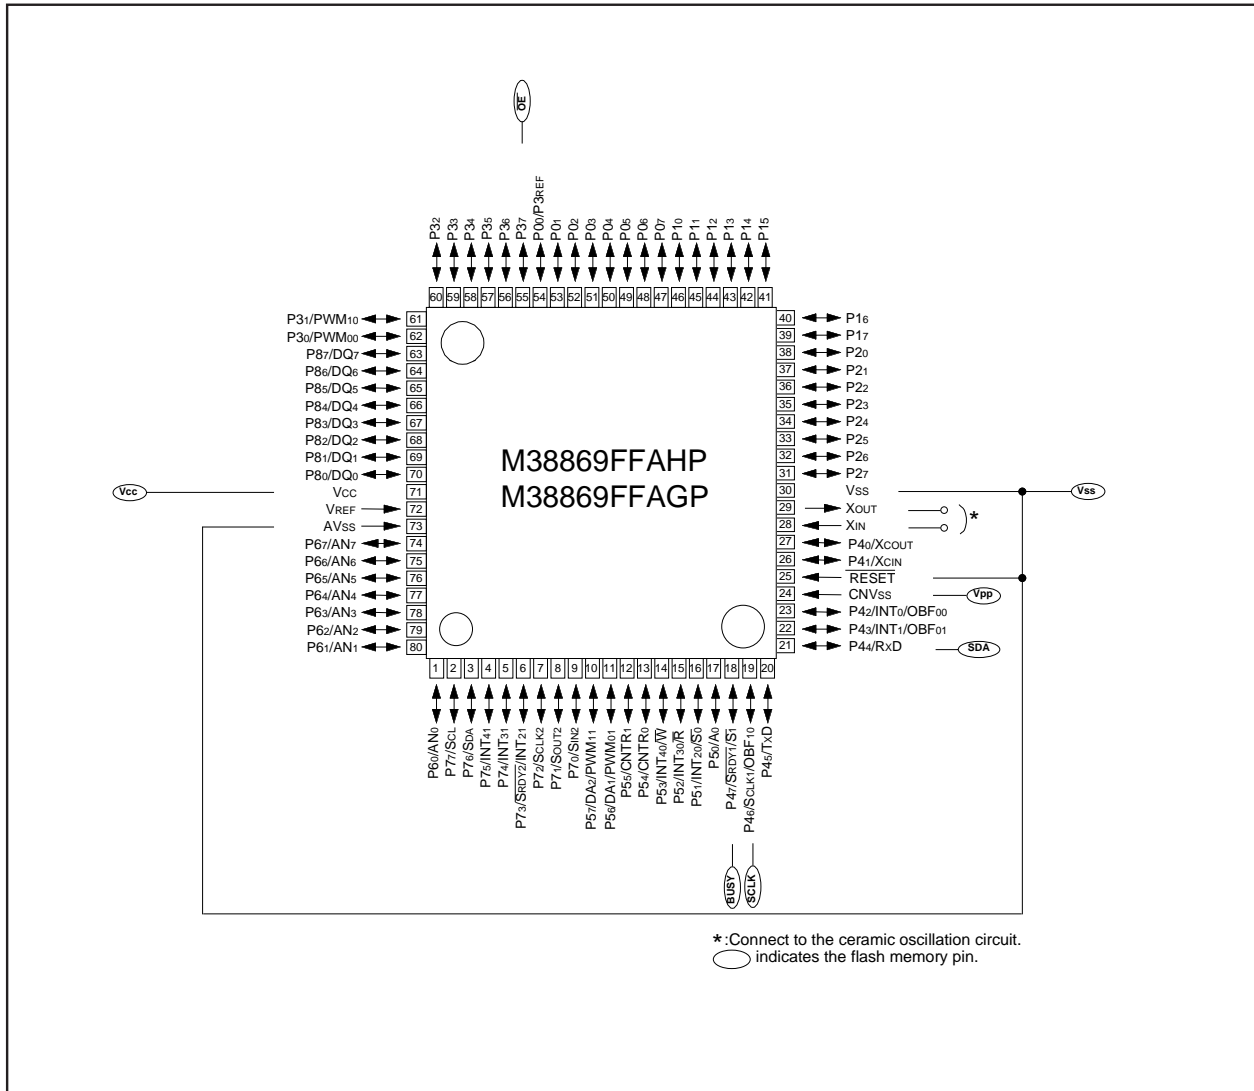 OE
P32
P33
P34
P35
P36
P37
P00/P3REF
P01
P02
P03
P04
P05
P06
P07
P10
P11
P12
P13
P14
P15
60 59 58 57 56 55 54 53 52 51 50 49 48 47 46 45 44 43 42 41
P31/PWM10 61
P30/PWM00 62
P87/DQ7 63
P86/DQ6 64
P85/DQ5 65
P84/DQ4 66
P83/DQ3 67
P82/DQ2 68
P81/DQ1 69
P80/DQ0 70
Vcc VCC 71
VREF 72
AVSS 73
P67/AN7 74
P66/AN6 75
P65/AN5 76
P64/AN4 77
P63/AN3 78
P62/AN2 79
P61/AN1 80
M38869FFAHP
M38869FFAGP
40 P16
39 P17
38 P20
37 P21
36 P22
35 P23
34 P24
33 P25
32 P26
31 P27
30 VSS Vss
29 XOUT
28 XIN *
27 P40/XCOUT
26 P41/XCIN
25 RESET
24 CNVSS Vpp
23 P42/INT0/OBF00
22 P43/INT1/OBF01
21 P44/RXD SDA
1 2 3 4 5 6 7 8 9 10 11 12 13 14 15 16 17 18 19 20
P60/AN0
P77/SCL
P76/SDA
P75/INT41
P74/INT31
P73/SRDY2/INT21
P72/SCLK2
P71/SOUT2
P70/SIN2
P57/DA2/PWM11
P56/DA1/PWM01
P55/CNTR1
P54/CNTR0
P53/INT40/W
P52/INT30/R
P51/INT20/S0
P50/A0
P47/SRDY1/S1
P46/SCLK1/OBF10
P45/TXD
BUSY
SCLK
*:Connect to the ceramic oscillation circuit.
indicates the flash memory pin.